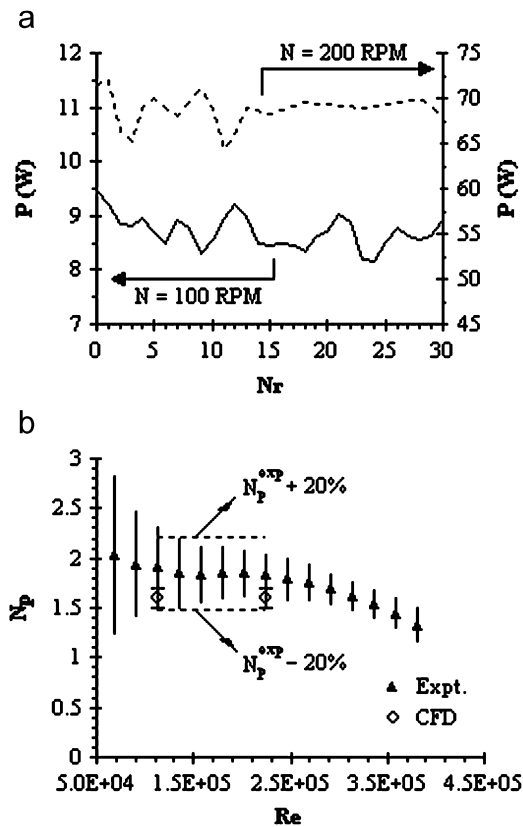 a
12
11
10
9
8
7
P (W)
N = 200 RPM
N = 100 RPM
75
70
65
60
55
50
45
P (W)
0 5 10 15 20 25 30
Nr
b
3
2.5
2
1.5
1
0.5
0
Np
Np exp + 20%
Np exp − 20%
Expt.
CFD
5.0E+04 1.5E+05 2.5E+05 3.5E+05 4.5E+05
Re